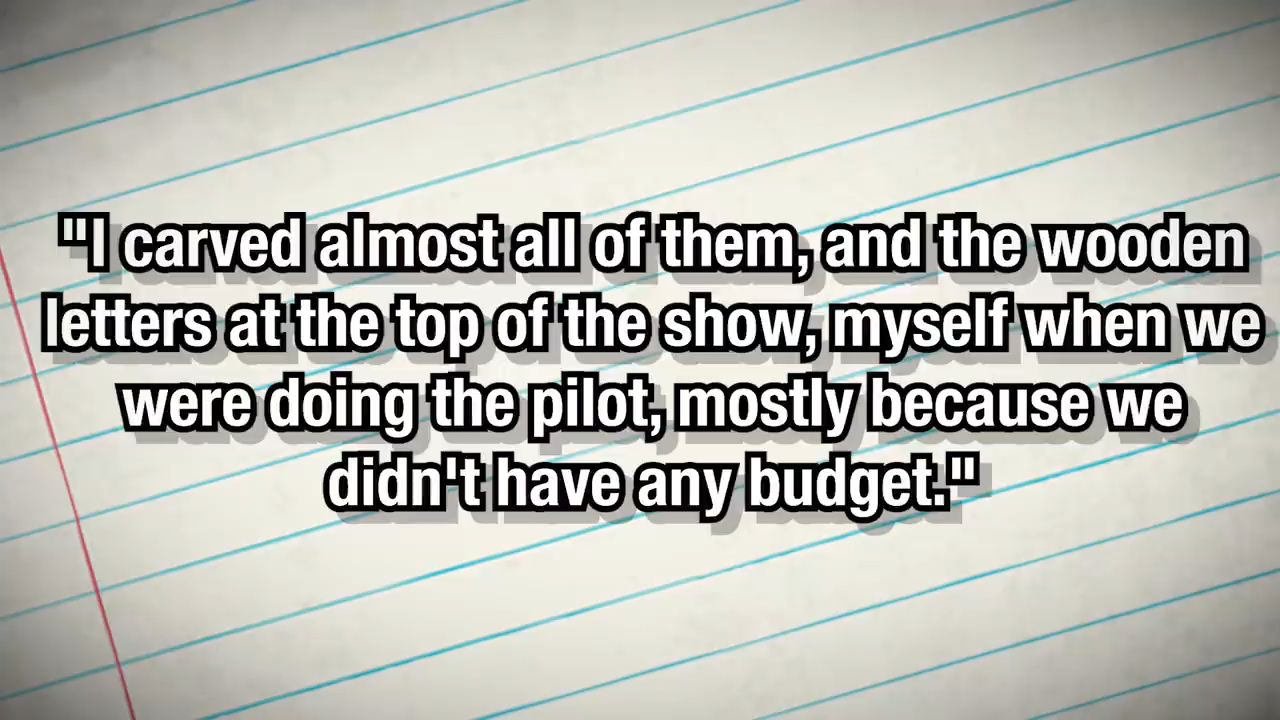 "I carved almost all of them, and the wooden
letters at the top of the show, myself when we
were doing the pilot, mostly because we
didn't have any budget."